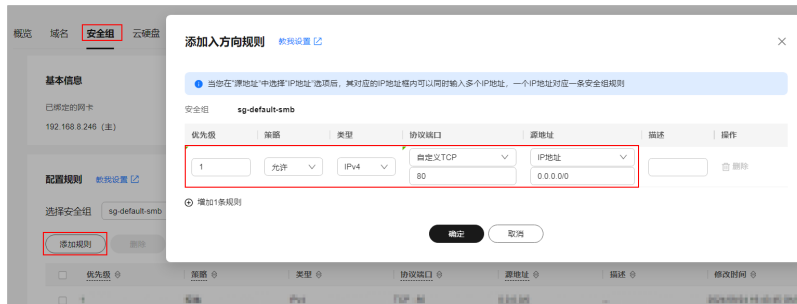 概览 域名 安全组 云硬盘
添加入方向规则 教我设置
当您在"源地址"中选择"IP地址"选项后，其对应的IP地址框内可以同时输入多个IP地址，一个IP地址对应一条安全组规则
基本信息
已绑定的网卡
192.168.8.246 （主）
安全组 sg-default-smb
优先级 策略 类型 协议端口 源地址 描述 操作
1 允许 IPv4 自定义TCP IP地址 删除
80 0.0.0.0/0
配置规则 教我设置
增加1条规则
选择安全组 sg-default-smb
确定 取消
添加规则 删除
优先级 策略 类型 协议端口 源地址 描述 修改时间
1 IPv4